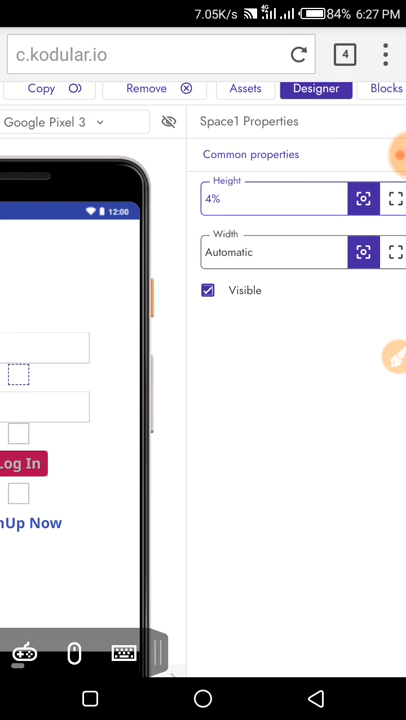 7.05K/s 4G 84% 6:27 PM
c.kodular.io 4
Copy Remove Assets Designer Blocks
Google Pixel 3
Space1 Properties
Common properties
Height
4%
Width
Automatic
Visible
12:00
Log In
nUp Now